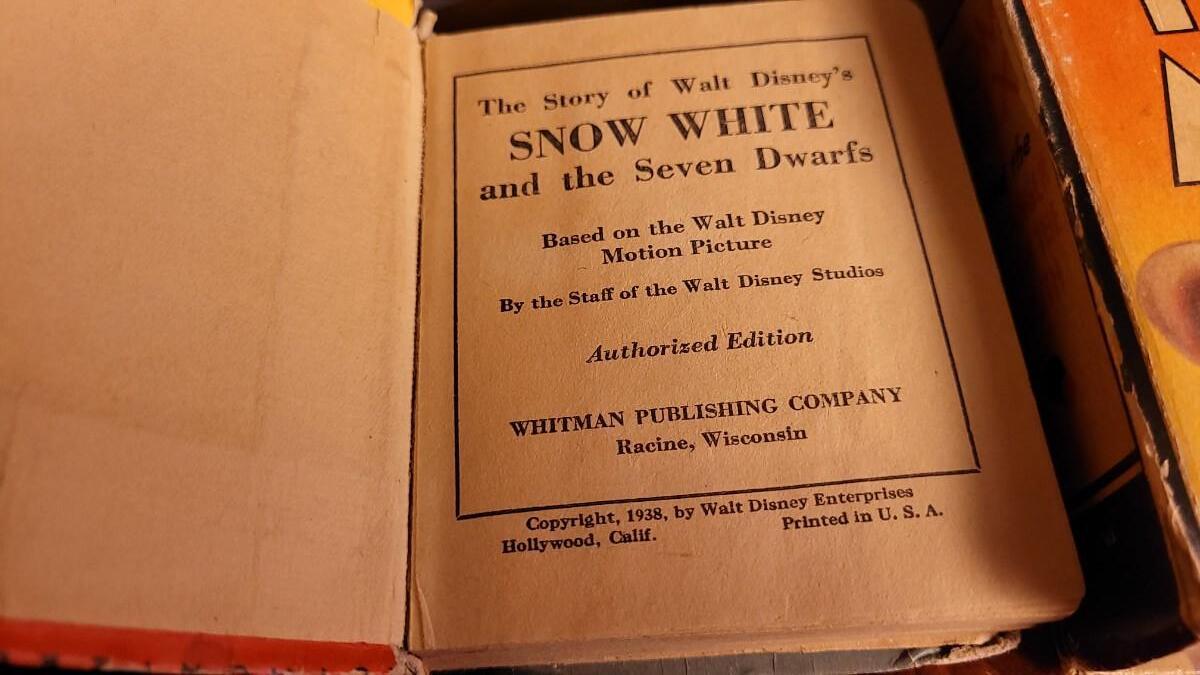 The Story of Walt Disney's
SNOW WHITE
and the Seven Dwarfs
Based on the Walt Disney
Motion Picture
By the Staff of the Walt Disney Studios
Authorized Edition
WHITMAN PUBLISHING COMPANY
Racine, Wisconsin
Copyright, 1938, by Walt Disney Enterprises
Hollywood, Calif. Printed in U. S. A.